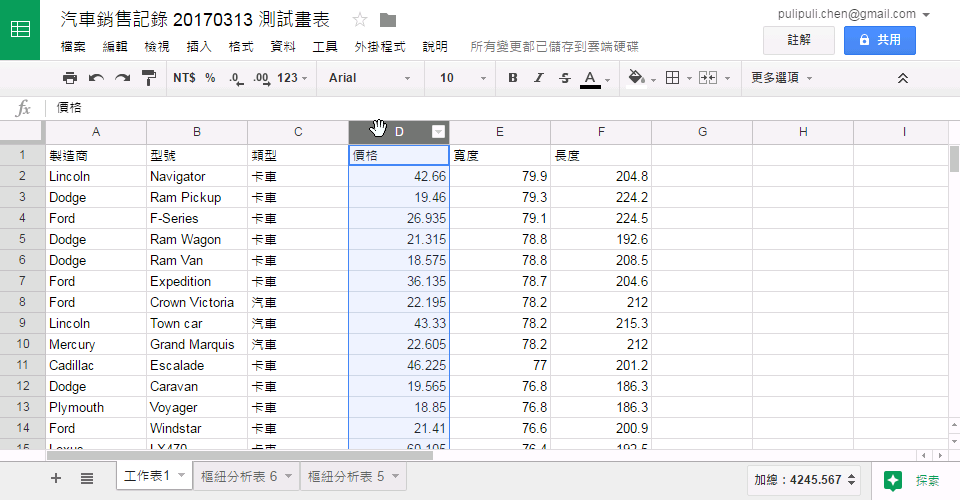 汽車銷售記錄 20170313 測試畫表
pulipuli.chen@gmail.com
檔案 編輯 檢視 插入 格式 資料 工具 外掛程式 說明 所有變更都已儲存到雲端硬碟
註解 共用
NT$ % .0 .00 123 Arial 10 B I S A 更多選項
fx 價格
A B C D E F G H I
1 製造商 型號 類型 價格 寬度 長度
2 Lincoln Navigator 卡車 42.66 79.9 204.8
3 Dodge Ram Pickup 卡車 19.46 79.3 224.2
4 Ford F-Series 卡車 26.935 79.1 224.5
5 Dodge Ram Wagon 卡車 21.315 78.8 192.6
6 Dodge Ram Van 卡車 18.575 78.8 208.5
7 Ford Expedition 卡車 36.135 78.7 204.6
8 Ford Crown Victoria 汽車 22.195 78.2 212
9 Lincoln Town car 汽車 43.33 78.2 215.3
10 Mercury Grand Marquis 汽車 22.605 78.2 212
11 Cadillac Escalade 卡車 46.225 77 201.2
12 Dodge Caravan 卡車 19.565 76.8 186.3
13 Plymouth Voyager 卡車 18.85 76.8 186.3
14 Ford Windstar 卡車 21.41 76.6 200.9
15 Lexus LX470 卡車 60.105 76.4 192.5
工作表1 樞紐分析表 6 樞紐分析表 5 加總：4245.567 探索